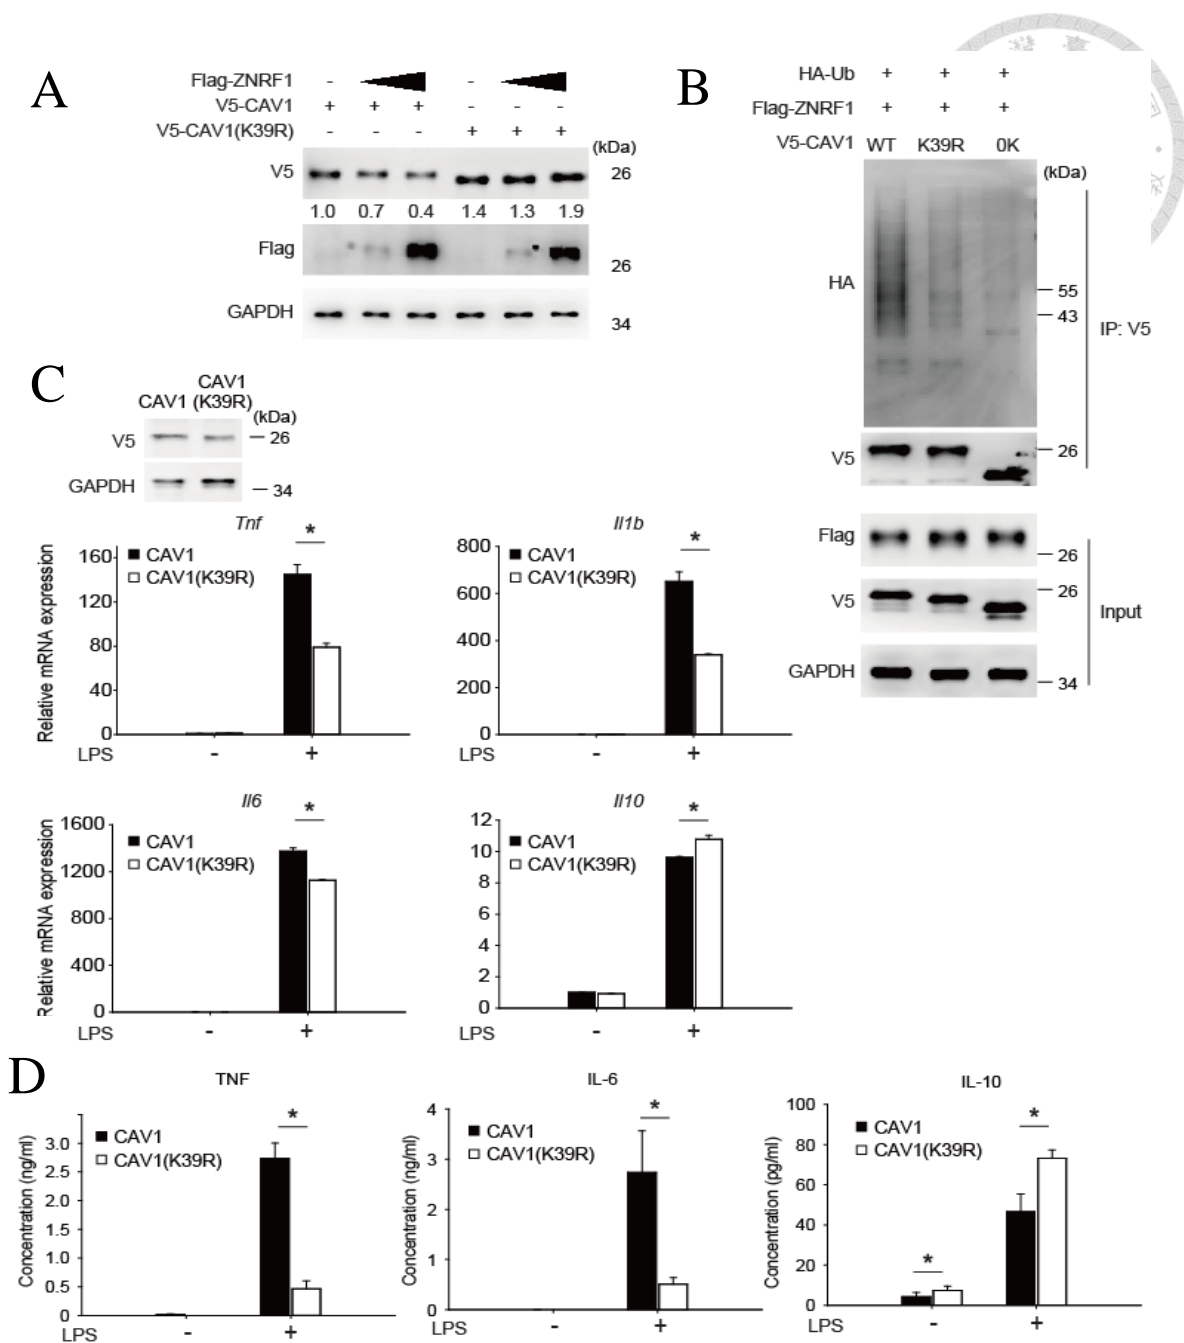 A
Flag-ZNRF1 -
V5-CAV1 + + + - - -
V5-CAV1(K39R) - - - + + +
(kDa)
V5 26
1.0 0.7 0.4 1.4 1.3 1.9
Flag 26
GAPDH 34
B
HA-Ub + + +
Flag-ZNRF1 + + +
V5-CAV1 WT K39R 0K
(kDa)
HA
55
43
IP: V5
V5 26
Flag 26
V5 26
Input
GAPDH 34
C
CAV1 CAV1 (K39R)
(kDa)
V5 26
GAPDH 34
Tnf
*
CAV1
CAV1(K39R)
Relative mRNA expression
160
120
80
40
0
LPS - +
Il1b
*
CAV1
CAV1(K39R)
800
600
400
200
0
LPS - +
Il6
*
CAV1
CAV1(K39R)
Relative mRNA expression
1600
1200
800
400
0
LPS - +
Il10
*
CAV1
CAV1(K39R)
12
10
8
6
4
2
0
LPS - +
D
TNF
*
CAV1
CAV1(K39R)
Concentration (ng/ml)
3.0
2.5
2.0
1.5
1.0
0.5
0
LPS - +
IL-6
*
CAV1
CAV1(K39R)
Concentration (ng/ml)
4
3
2
1
0
- +
IL-10
*
CAV1
CAV1(K39R)
*
Concentration (pg/ml)
100
80
60
40
20
0
LPS - +